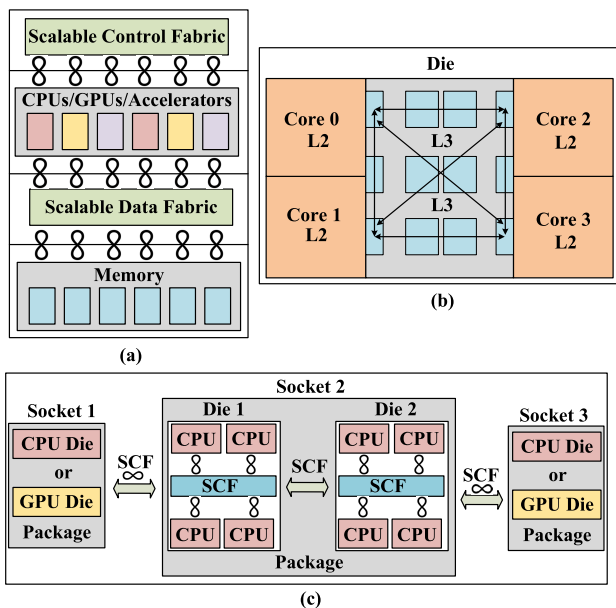 Scalable Control Fabric
CPUs/GPUs/Accelerators
Scalable Data Fabric
Memory
(a)
Die
Core 0
L2
Core 2
L2
L3
L3
Core 1
L2
Core 3
L2
(b)
Socket 2
Socket 1
CPU Die
or
GPU Die
Package
SCF
∞
Die 1
CPU CPU
SCF
CPU CPU
SCF
Die 2
CPU CPU
SCF
CPU CPU
Package
SCF
∞
Socket 3
CPU Die
or
GPU Die
Package
(c)